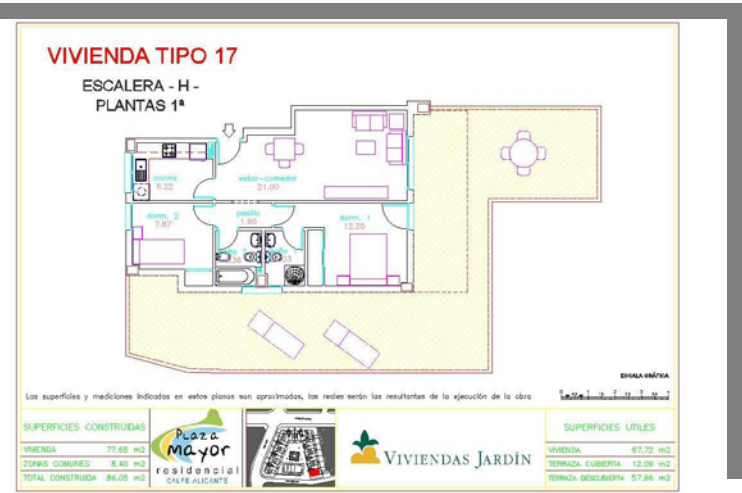 VIVIENDA TIPO 17
ESCALERA - H -
PLANTAS 1ª
cocina
6.22
estar-comedor
21.00
dorm. 2
7.67
pasillo
1.90
dorm. 1
12.25
ESCALA GRÁFICA
Las superficies y mediciones indicadas en estos planos son aproximadas, las reales serán las resultantes de la ejecución de la obra
SUPERFICIES CONSTRUIDAS
VIVIENDA 77.65 m2
ZONAS COMUNES 8.40 m2
TOTAL CONSTRUIDA 86.05 m2
PLaza
mayor
residencial
CALPE ALICANTE
VIVIENDAS JARDÍN
SUPERFICIES UTILES
VIVIENDA 67.72 m2
TERRAZA CUBIERTA 12.09 m2
TERRAZA DESCUBIERTA 57.96 m2